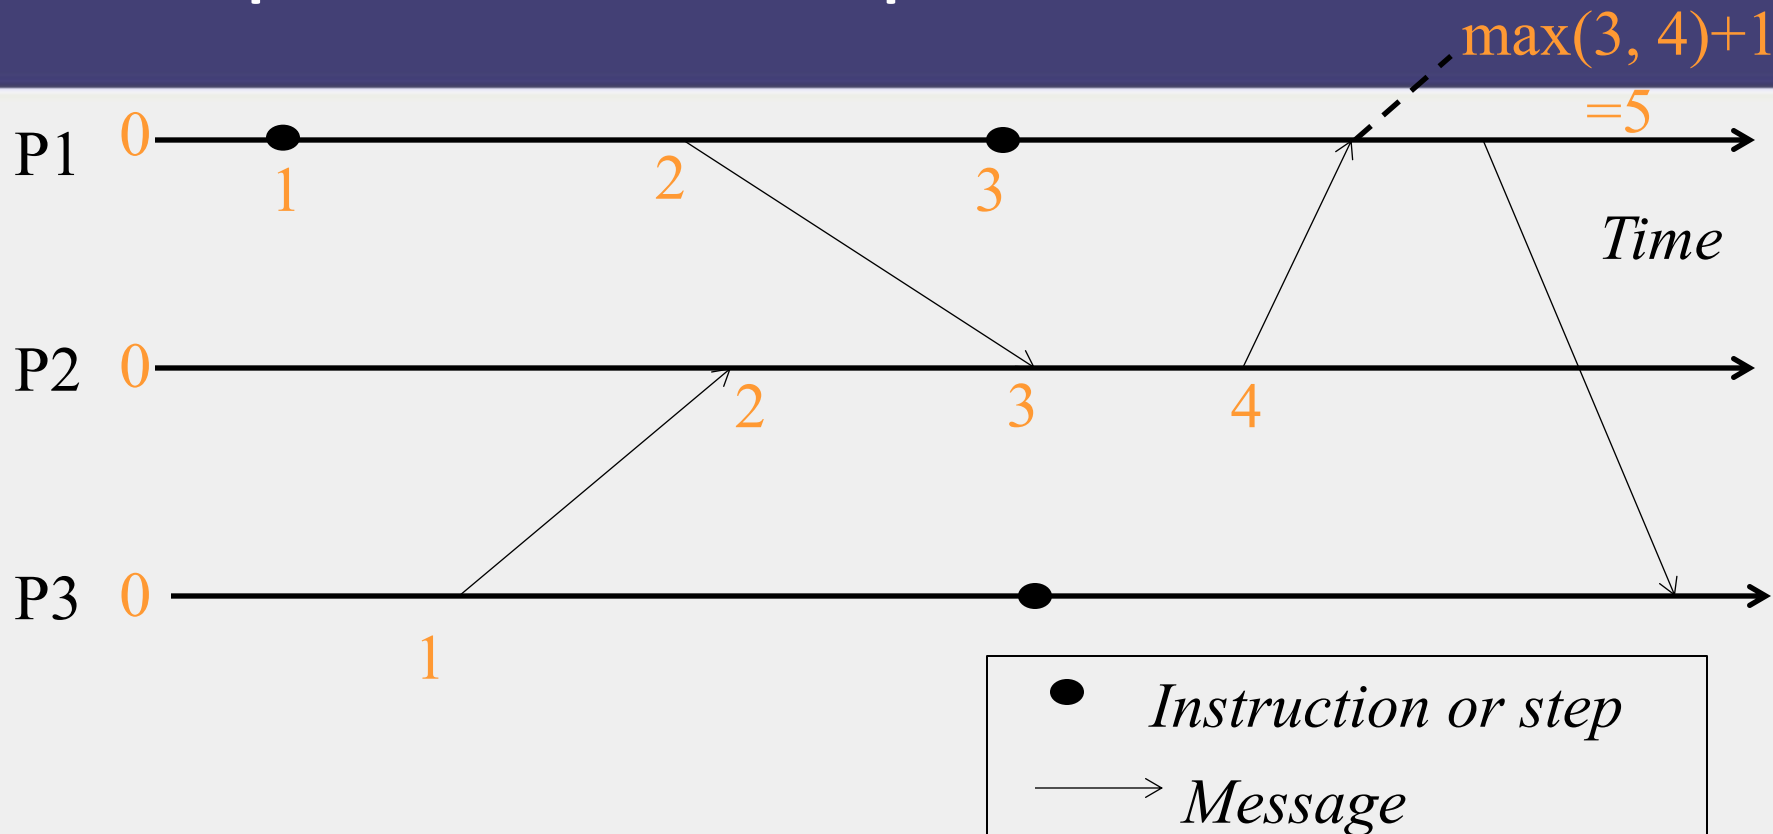 max(3, 4)+1
=5
P1 0
1 2 3
Time
P2 0
2 3 4
P3 0
1
Instruction or step
Message